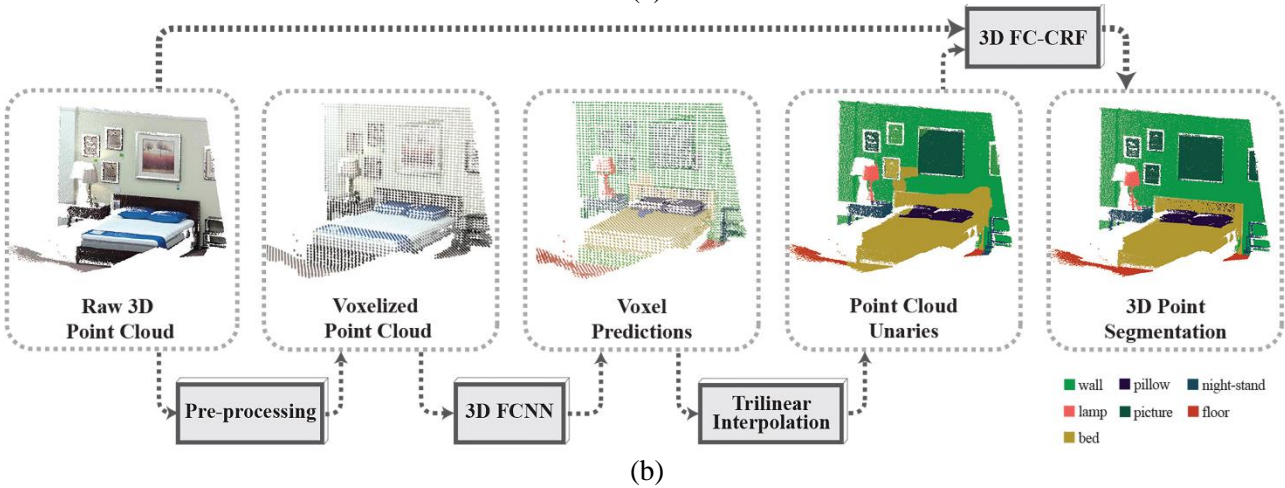 3D FC-CRF
Raw 3D
Point Cloud
Voxelized
Point Cloud
Voxel
Predictions
Point Cloud
Unaries
3D Point
Segmentation
Pre-processing
3D FCNN
Trilinear
Interpolation
wall
pillow
night-stand
lamp
picture
floor
bed
(b)